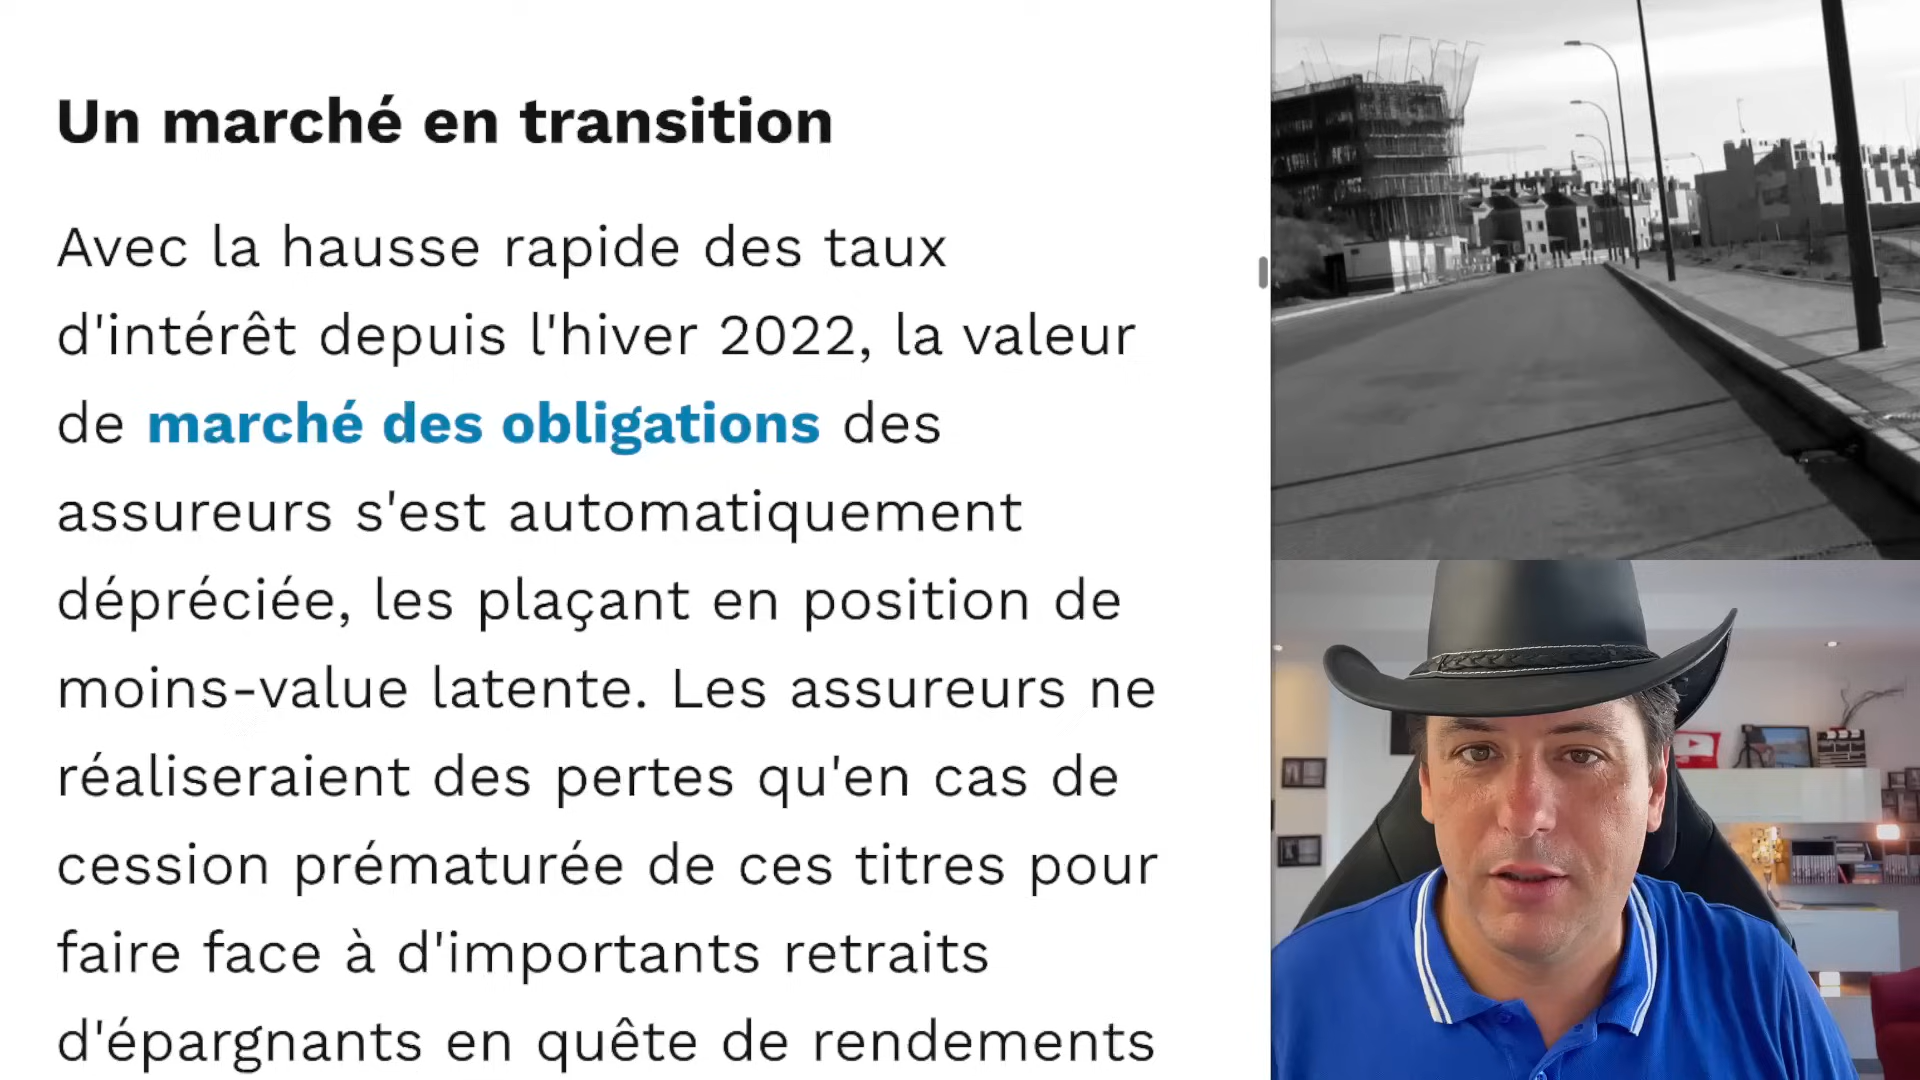 Un marché en transition
Avec la hausse rapide des taux
d'intérêt depuis l'hiver 2022, la valeur
de marché des obligations des
assureurs s'est automatiquement
dépréciée, les plaçant en position de
moins-value latente. Les assureurs ne
réaliseraient des pertes qu'en cas de
cession prématurée de ces titres pour
faire face à d'importants retraits
d'épargnants en quête de rendements